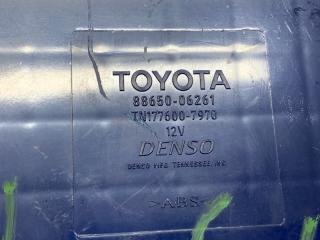 TOYOTA
88650-06261
TN177600-7970
12V
DENSO
DENSO MFG. TENNESSEE, INC.
>ABS<